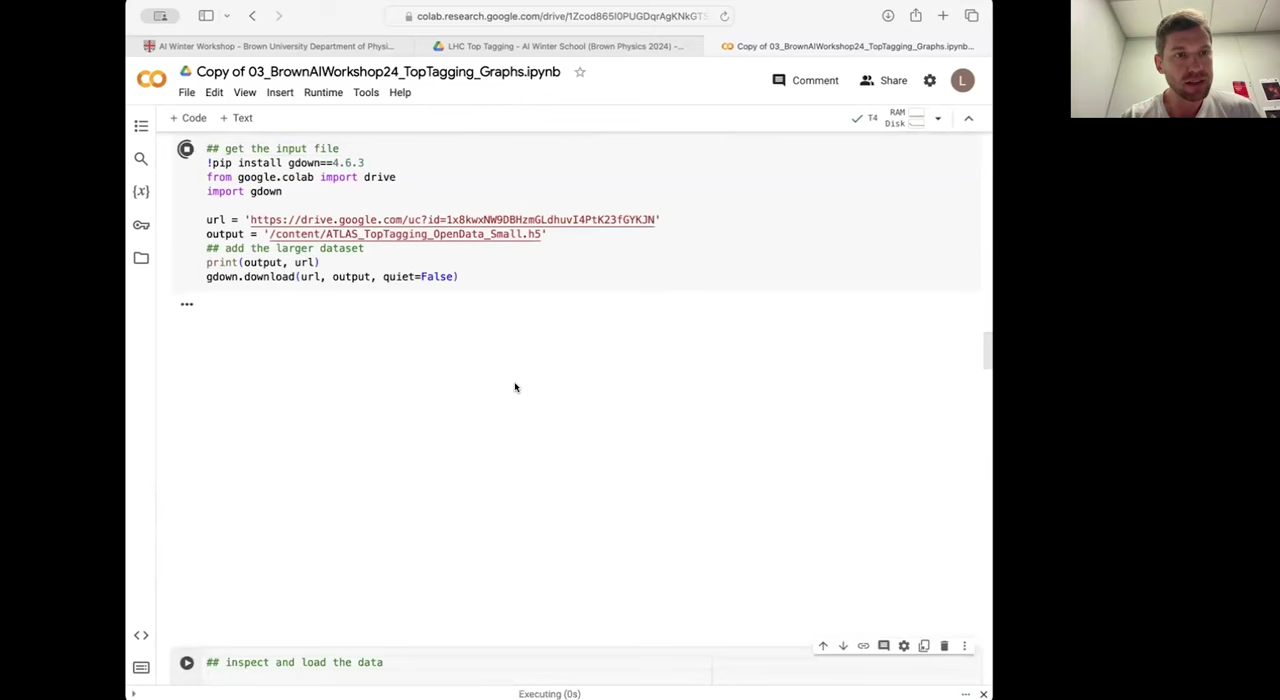 colab.research.google.com/drive/1Zcod865I0PUGDqrAgKNkGTS
AI Winter Workshop - Brown University Department of Physi...
LHC Top Tagging - AI Winter School (Brown Physics 2024) -...
Copy of 03_BrownAIWorkshop24_TopTagging_Graphs.ipynb...
Copy of 03_BrownAIWorkshop24_TopTagging_Graphs.ipynb
Comment
Share
L
File Edit View Insert Runtime Tools Help
+ Code + Text
T4 RAM
Disk
## get the input file
!pip install gdown==4.6.3
from google.colab import drive
import gdown
url = 'https://drive.google.com/uc?id=1x8kwxNW9DBHzmGLdhuvI4PtK23fGYKJN'
output = '/content/ATLAS_TopTagging_OpenData_Small.h5'
## add the larger dataset
print(output, url)
gdown.download(url, output, quiet=False)
## inspect and load the data
Executing (0s)